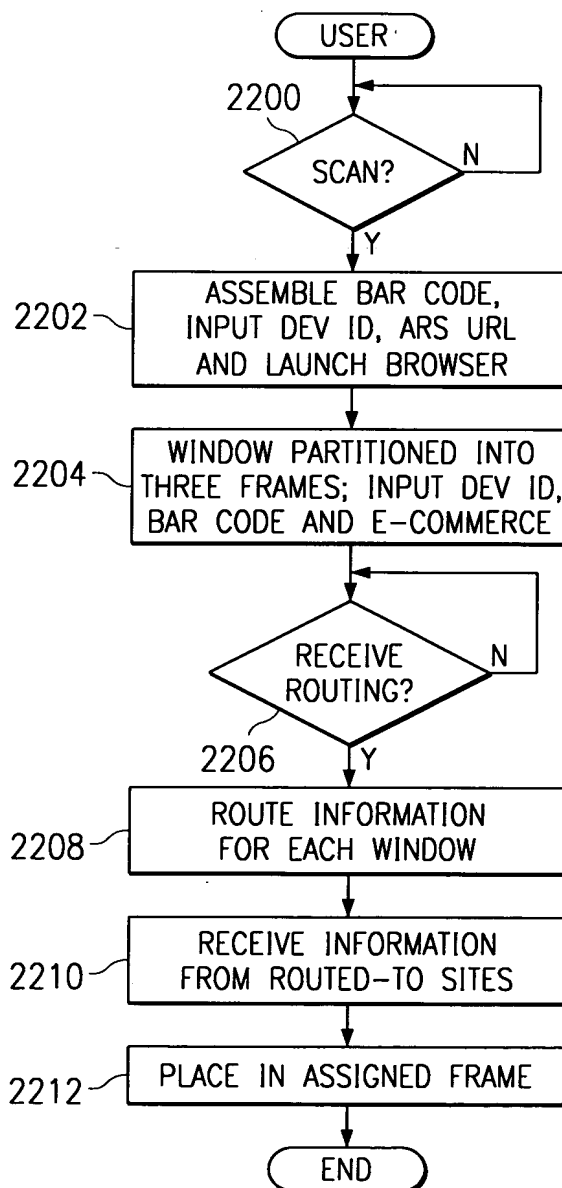 USER
2200
SCAN?
N
Y
2202
ASSEMBLE BAR CODE,
INPUT DEV ID, ARS URL
AND LAUNCH BROWSER
2204
WINDOW PARTITIONED INTO
THREE FRAMES; INPUT DEV ID,
BAR CODE AND E-COMMERCE
RECEIVE
ROUTING?
N
2206
Y
2208
ROUTE INFORMATION
FOR EACH WINDOW
2210
RECEIVE INFORMATION
FROM ROUTED-TO SITES
2212
PLACE IN ASSIGNED FRAME
END